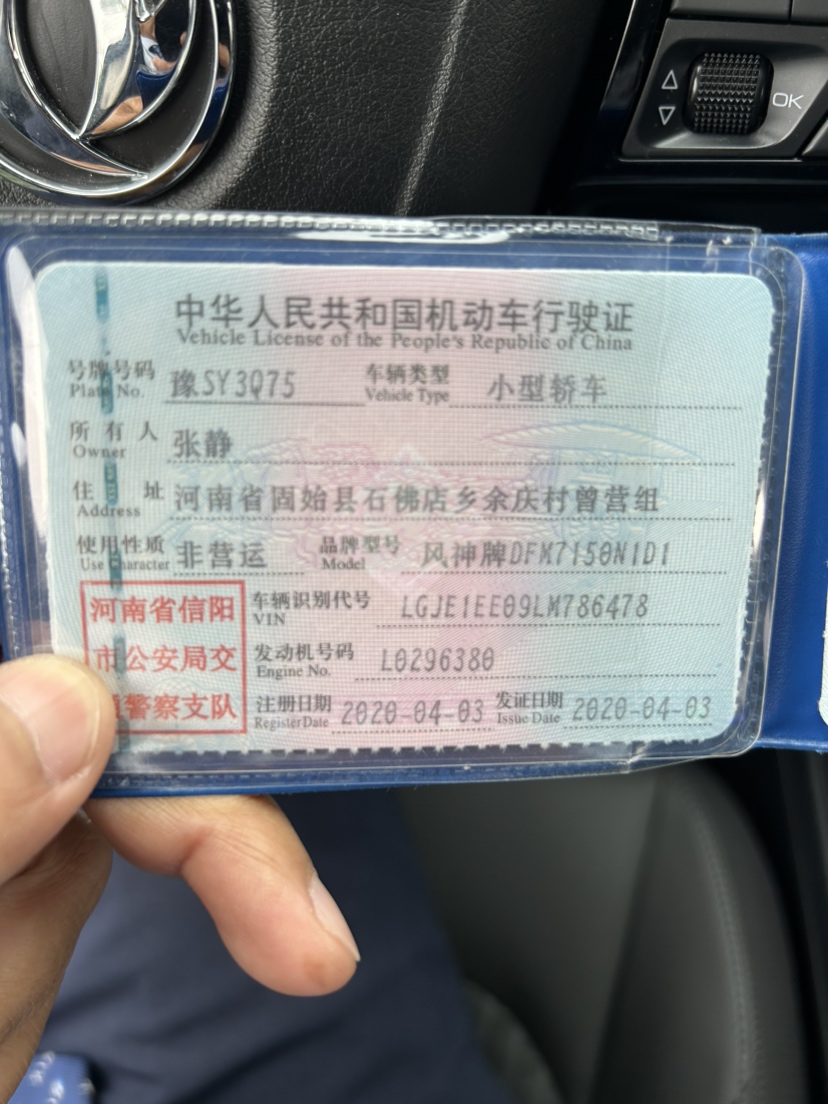 OK
中华人民共和国机动车行驶证
Vehicle License of the People's Republic of China
号牌号码 豫SY3Q75 车辆类型 小型轿车
Plate No. Vehicle Type
所有人 张静
Owner
住址 河南省固始县石佛店乡余庆村曾营组
Address
使用性质 非营运 品牌型号 风神牌DFM7150N1D1
Use Character Model
河南省信阳
市公安局交
警察支队
车辆识别代号 LGJE1EE09LM786478
VIN
发动机号码 L0296380
Engine No.
注册日期 2020-04-03 发证日期 2020-04-03
Register Date Issue Date